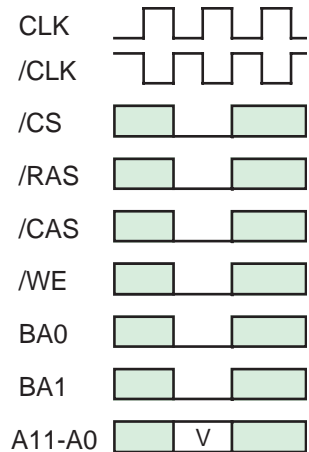 CLK
/CLK
/CS
/RAS
/CAS
/WE
BA0
BA1
A11-A0 V